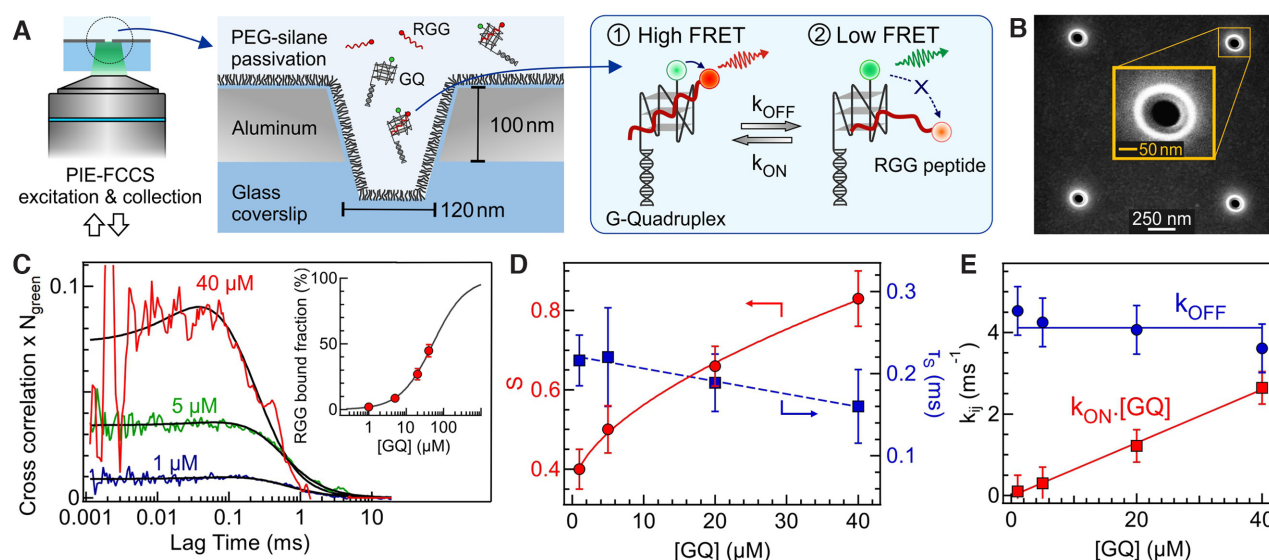 A
PEG-silane
passivation
RGG
GQ
Aluminum
100 nm
Glass
coverslip
120 nm
PIE-FCCS
excitation & collection
① High FRET
② Low FRET
X
kOFF
kON
RGG peptide
G-Quadruplex
B
50 nm
250 nm
C
Cross correlation x Ngreen
0.1
0
40 µM
5 µM
1 µM
0.001
0.01
0.1
1
10
Lag Time (ms)
RGG bound fraction (%)
100
50
0
1
10
100
[GQ] (µM)
D
S
0.8
0.6
0.4
0.3
0.2
0.1
τS (ms)
0
10
20
30
40
[GQ] (µM)
E
kij (ms-1)
4
2
0
kOFF
kON.[GQ]
0
20
40
[GQ] (µM)